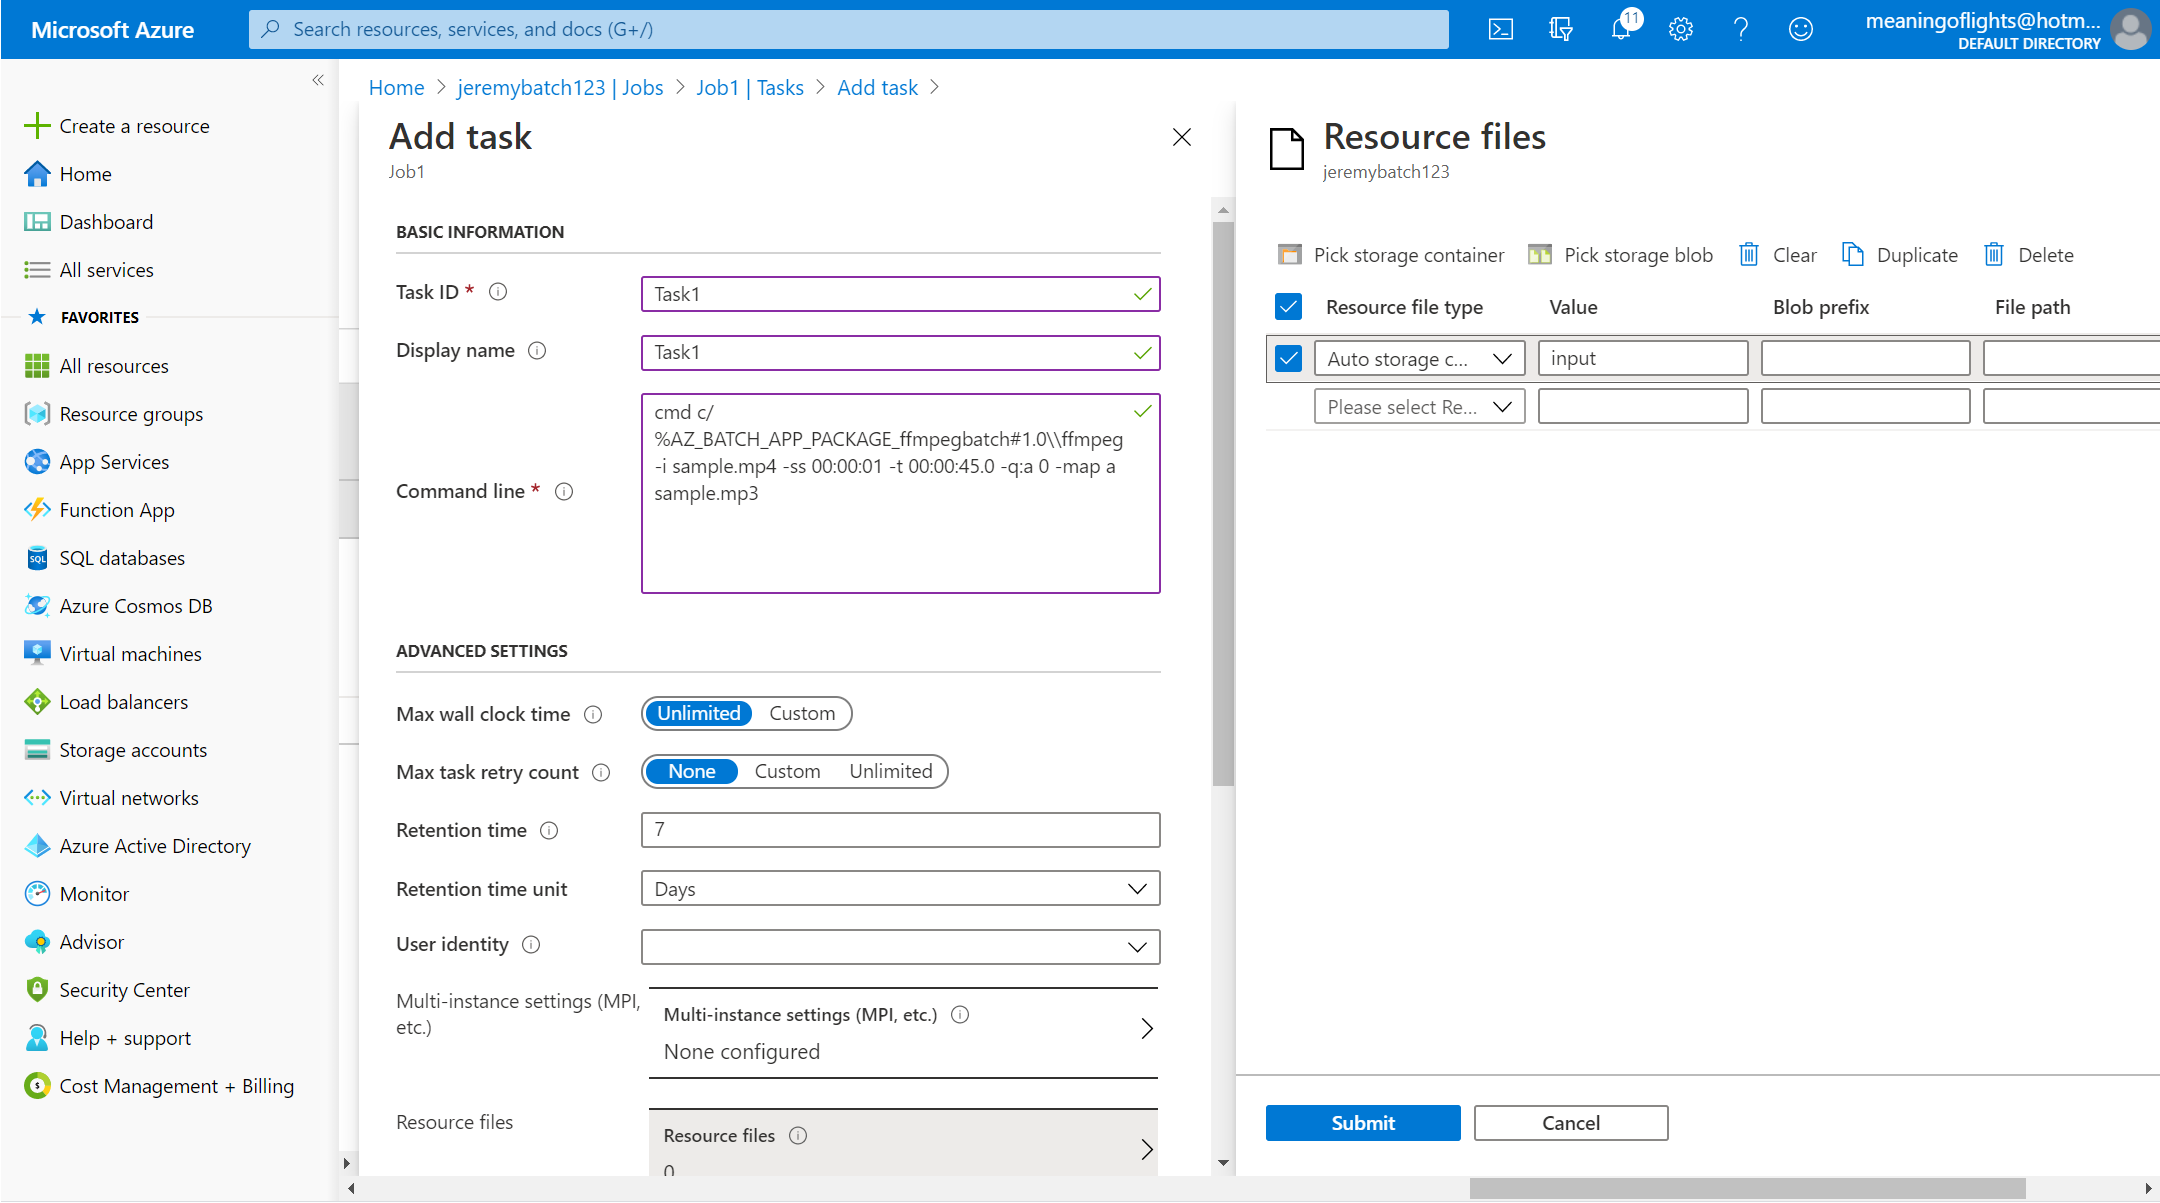 Microsoft Azure
Search resources, services, and docs (G+/)
11
meaningoflights@hotm...
DEFAULT DIRECTORY
Create a resource
Home
Dashboard
All services
FAVORITES
All resources
Resource groups
App Services
Function App
SQL databases
Azure Cosmos DB
Virtual machines
Load balancers
Storage accounts
Virtual networks
Azure Active Directory
Monitor
Advisor
Security Center
Help + support
Cost Management + Billing
Home > jeremybatch123 | Jobs > Job1 | Tasks > Add task >
Add task
Job1
BASIC INFORMATION
Task ID *
Task1
Display name
Task1
Command line *
cmd c/
%AZ_BATCH_APP_PACKAGE_ffmpegbatch#1.0\\ffmpeg
-i sample.mp4 -ss 00:00:01 -t 00:00:45.0 -q:a 0 -map a
sample.mp3
ADVANCED SETTINGS
Max wall clock time
Unlimited Custom
Max task retry count
None Custom Unlimited
Retention time
7
Retention time unit
Days
User identity
Multi-instance settings (MPI,
etc.)
Multi-instance settings (MPI, etc.)
None configured
Resource files
Resource files
0
Resource files
jeremybatch123
Pick storage container Pick storage blob Clear Duplicate Delete
Resource file type Value Blob prefix File path
Auto storage c... input
Please select Re...
Submit Cancel